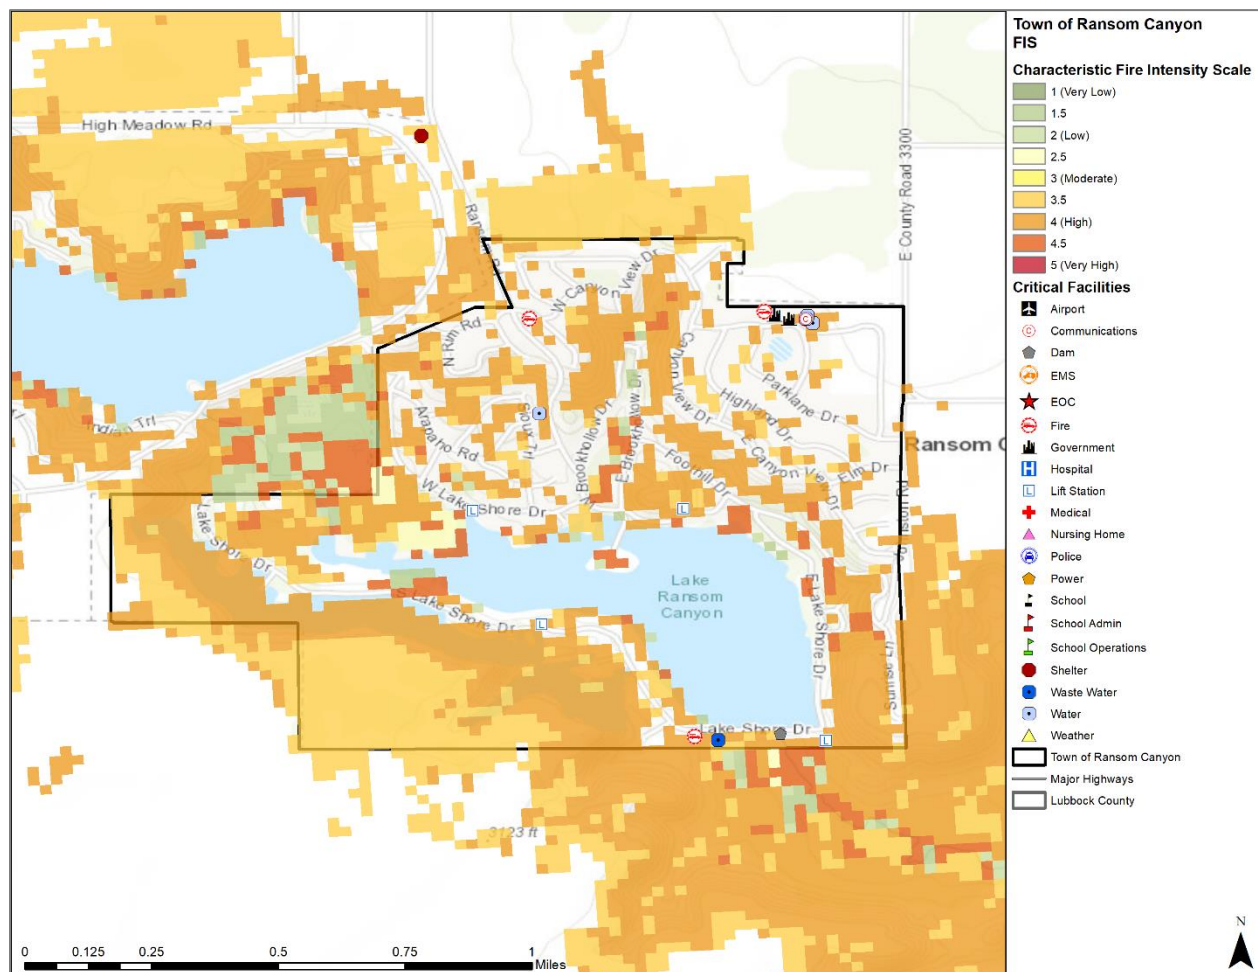 Town of Ransom Canyon
FIS
Characteristic Fire Intensity Scale
1 (Very Low)
1.5
2 (Low)
2.5
3 (Moderate)
3.5
4 (High)
4.5
5 (Very High)
Critical Facilities
Airport
Communications
Dam
EMS
EOC
Fire
Government
Hospital
Lift Station
Medical
Nursing Home
Police
Power
School
School Admin
School Operations
Shelter
Waste Water
Water
Weather
Town of Ransom Canyon
Major Highways
Lubbock County
N
High Meadow Rd
E County Road 3300
W Canyon View Dr
N Rim Rd
Canyon View Dr
Parklane Dr
Highland Dr
Arapaho Rd
Sioux Trl
Brookhollow Dr
E Brookhollow Dr
Foothill Dr
E Canyon View Dr
Elm Dr
Ransom C
Indian Trl
W Lake Shore Dr
Lake Shore Dr
S Lake Shore Dr
Lake
Ransom
Canyon
E Lake Shore Dr
Sunrise Ln
Lake Shore Dr
3123 ft
0 0.125 0.25 0.5 0.75 1
Miles